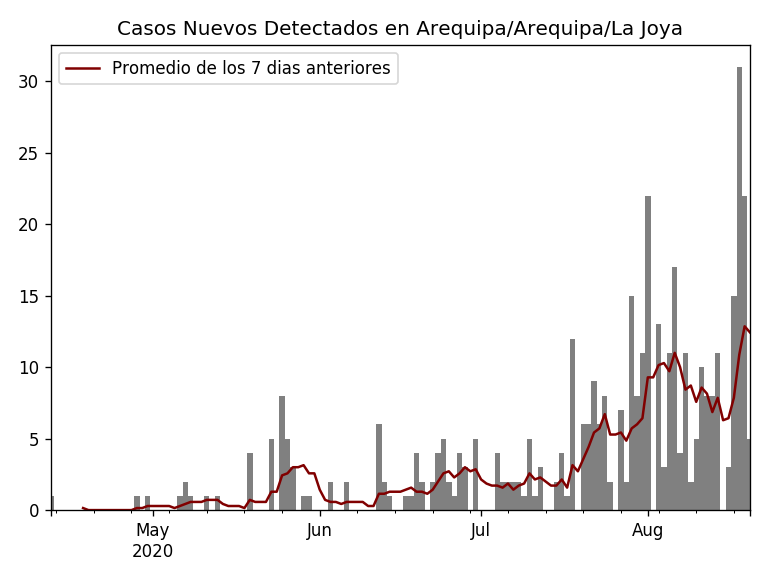 Casos Nuevos Detectados en Arequipa/Arequipa/La Joya
Promedio de los 7 dias anteriores
30
25
20
15
10
5
0
May
2020
Jun
Jul
Aug